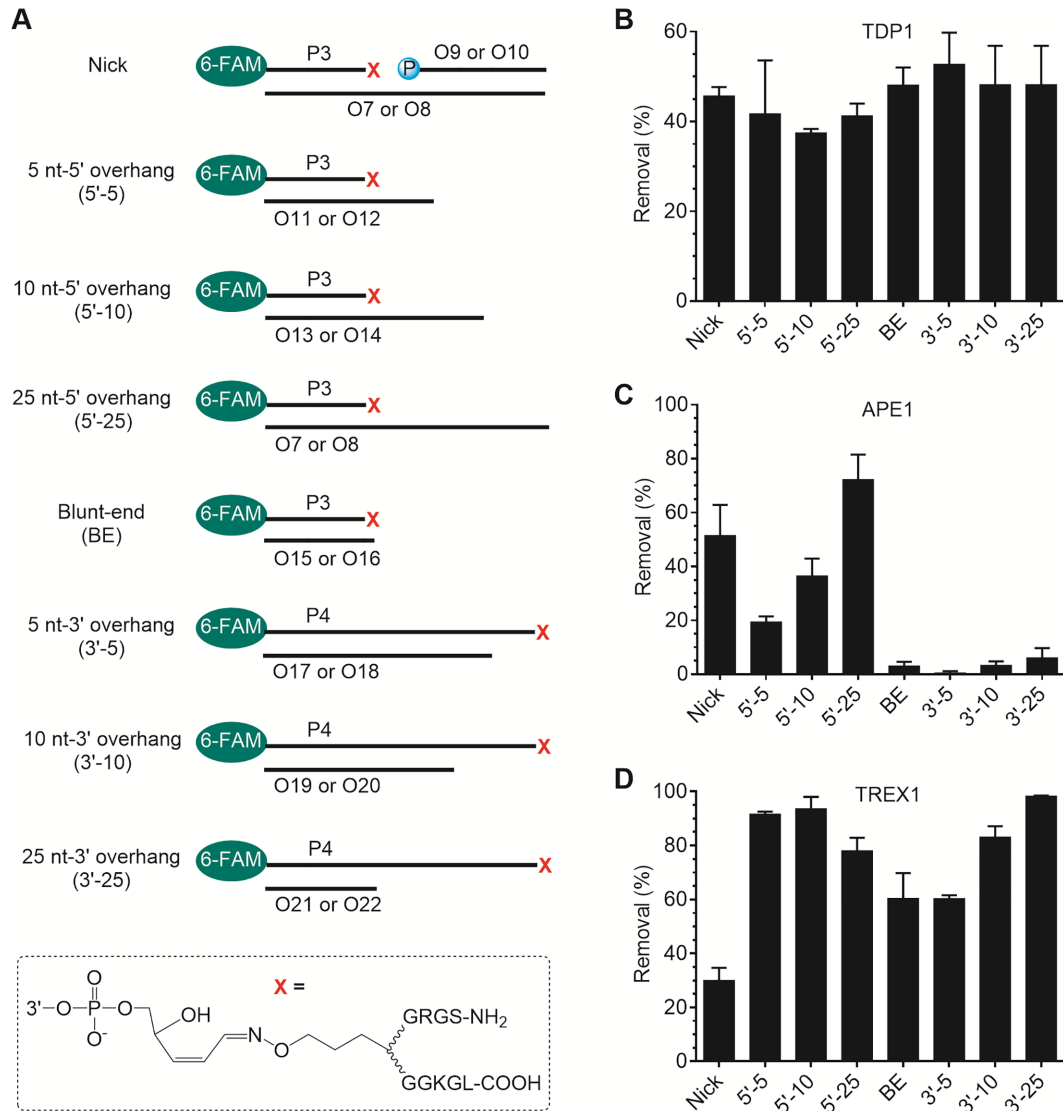 A
Nick
6-FAM
P3
X
P
O9 or O10
O7 or O8
5 nt-5' overhang
(5'-5)
6-FAM
P3
X
O11 or O12
10 nt-5' overhang
(5'-10)
6-FAM
P3
X
O13 or O14
25 nt-5' overhang
(5'-25)
6-FAM
P3
X
O7 or O8
Blunt-end
(BE)
6-FAM
P3
X
O15 or O16
5 nt-3' overhang
(3'-5)
6-FAM
P4
X
O17 or O18
10 nt-3' overhang
(3'-10)
6-FAM
P4
X
O19 or O20
25 nt-3' overhang
(3'-25)
6-FAM
P4
X
O21 or O22
X =
3' O P O
O
O-
OH
N
O
GRGS-NH2
GGKGL-COOH
B
TDP1
Removal (%)
60
40
20
0
Nick 5'-5 5'-10 5'-25 BE 3'-5 3'-10 3'-25
C
APE1
Removal (%)
100
80
60
40
20
0
Nick 5'-5 5'-10 5'-25 BE 3'-5 3'-10 3'-25
D
TREX1
Removal (%)
100
80
60
40
20
0
Nick 5'-5 5'-10 5'-25 BE 3'-5 3'-10 3'-25